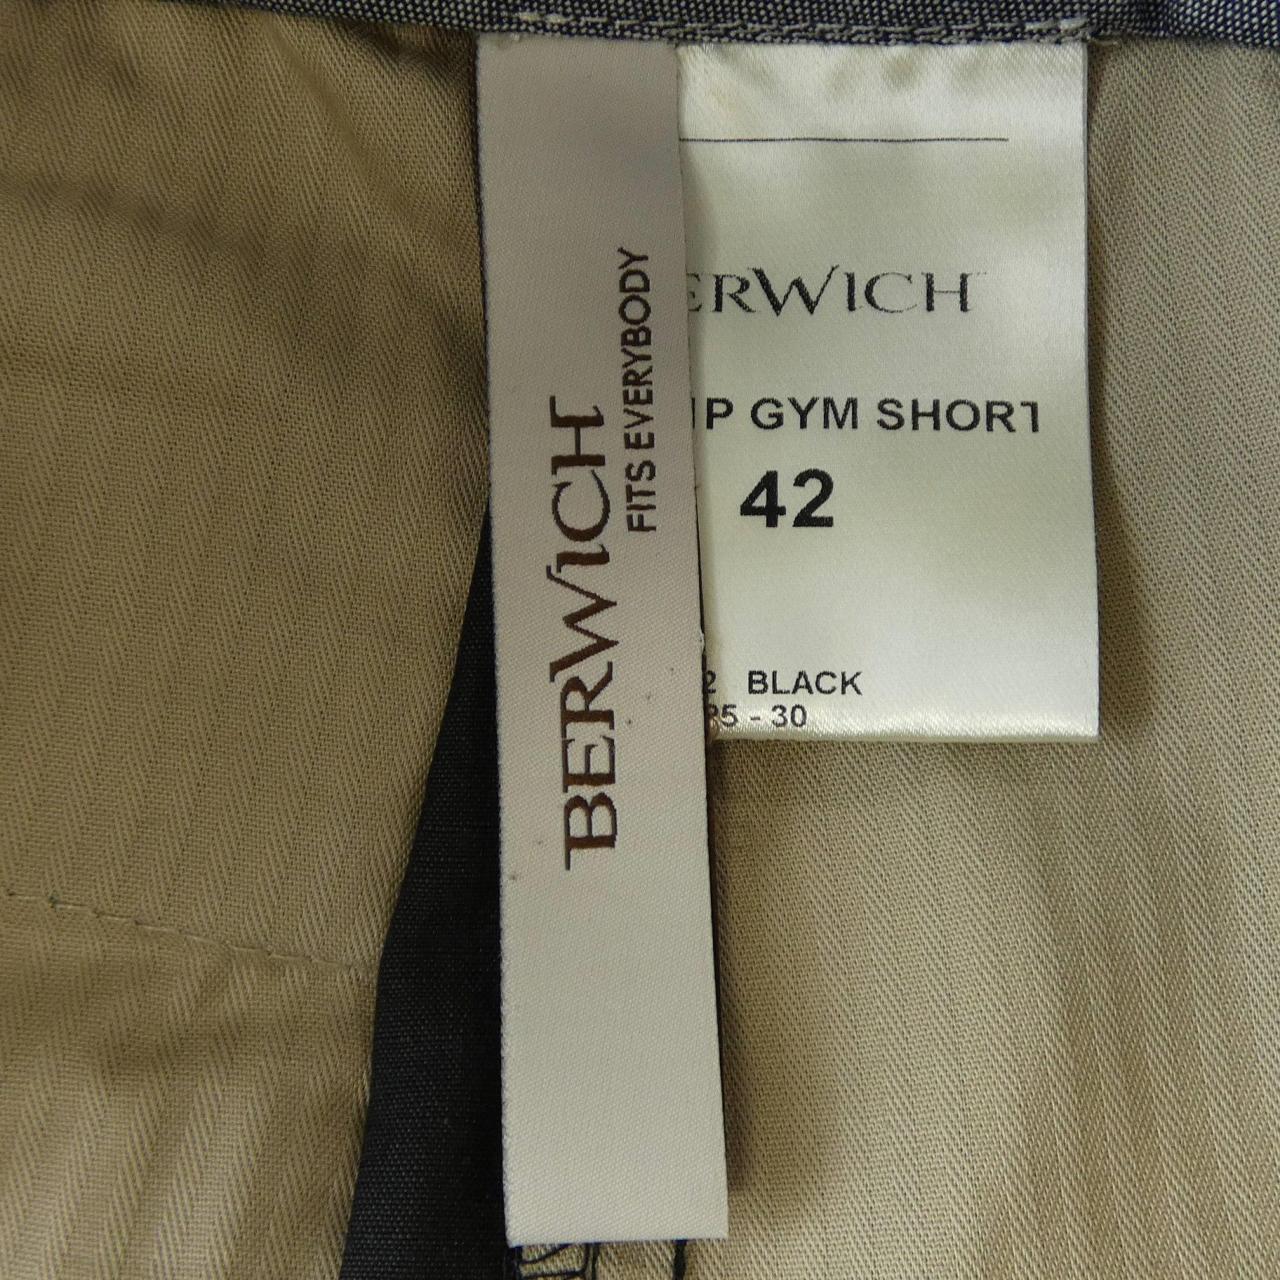 BERWICH
FITS EVERYBODY
ERWICH
IP GYM SHORT
42
2 BLACK
25 - 30